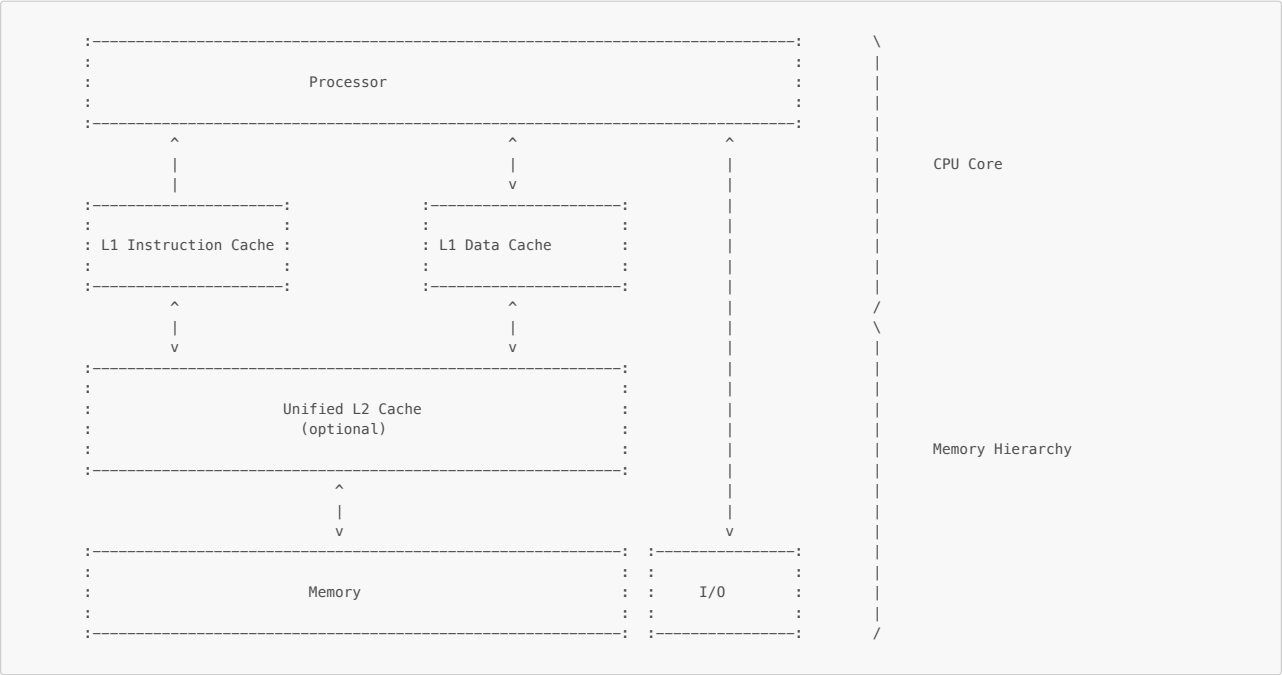 Processor
CPU Core
L1 Instruction Cache
L1 Data Cache
Unified L2 Cache
(optional)
Memory Hierarchy
Memory
I/O